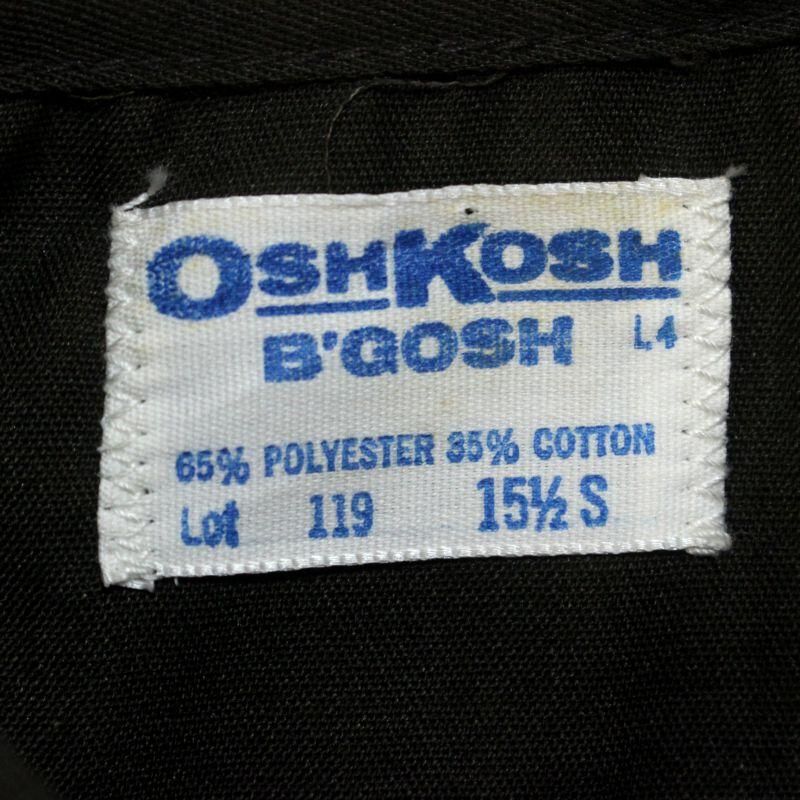 OSHKOSH
B'GOSH L4
65% POLYESTER 35% COTTON
Lot 119 15½ S